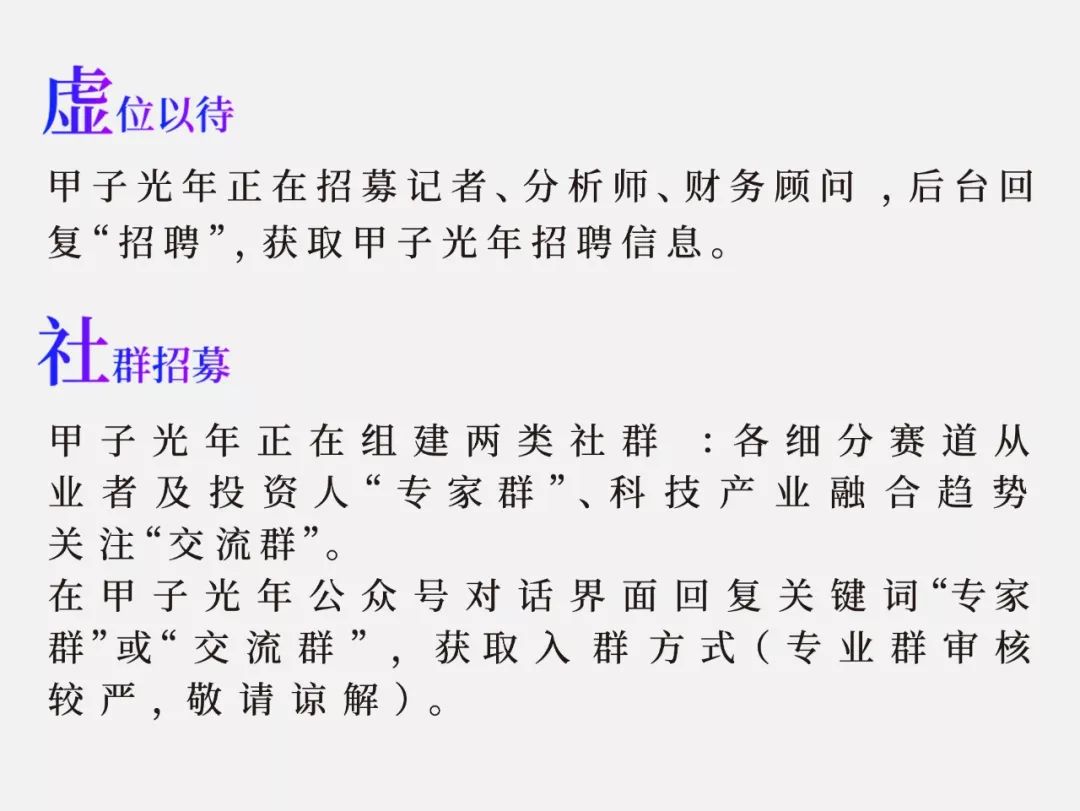 虚位以待
甲子光年正在招募记者、分析师、财务顾问，后台回
复“招聘”，获取甲子光年招聘信息。
社群招募
甲子光年正在组建两类社群：各细分赛道从
业者及投资人“专家群”、科技产业融合趋势
关注“交流群”。
在甲子光年公众号对话界面回复关键词“专家
群”或“交流群”，获取入群方式（专业群审核
较严，敬请谅解）。